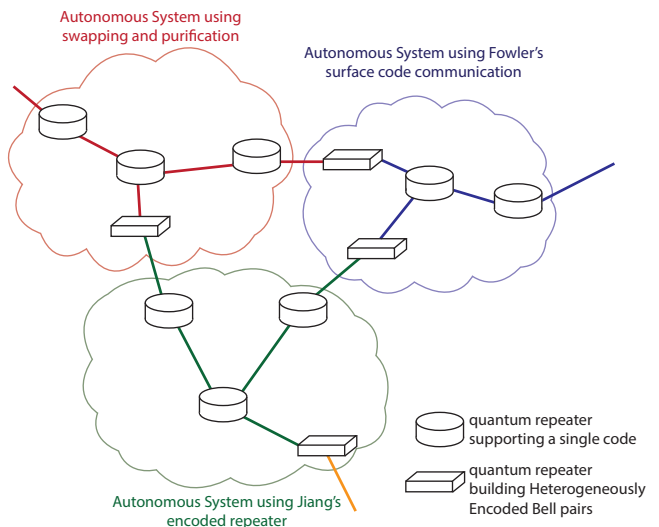 Autonomous System using
swapping and purification
Autonomous System using Fowler's
surface code communication
quantum repeater
supporting a single code
quantum repeater
building Heterogeneously
Encoded Bell pairs
Autonomous System using Jiang's
encoded repeater